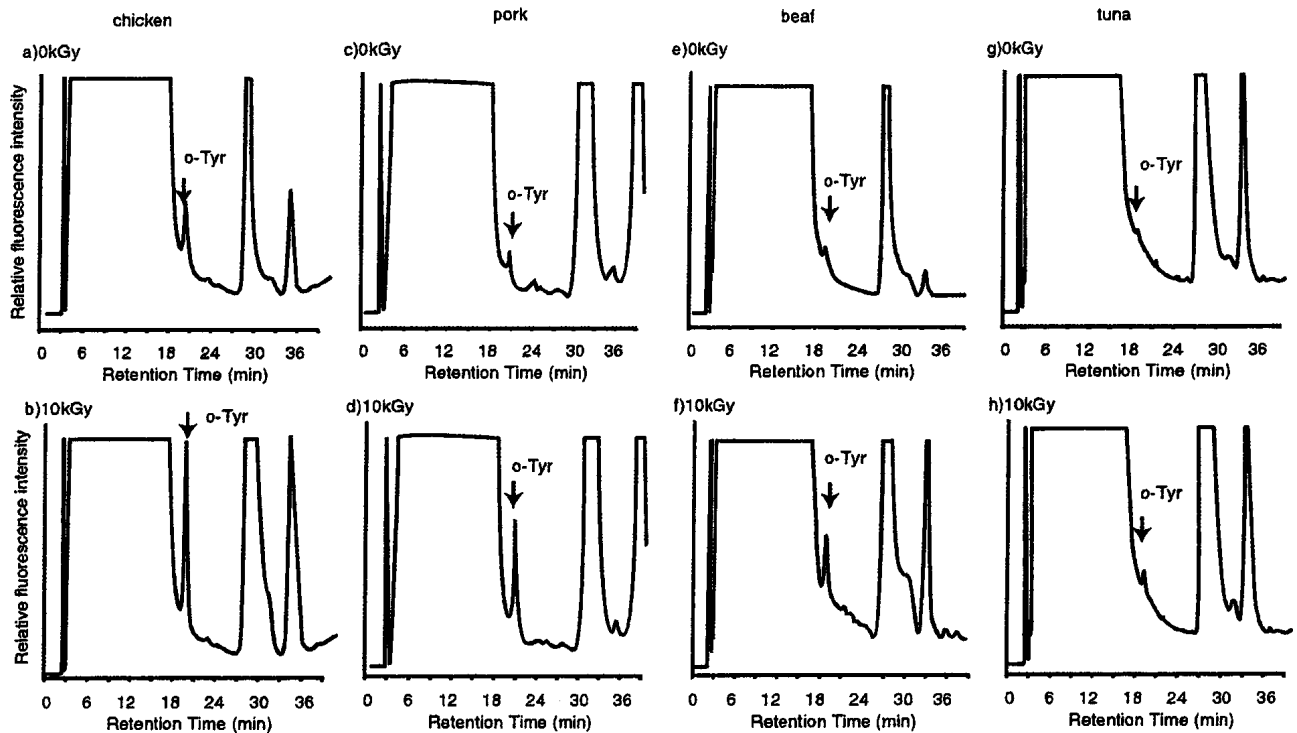 chicken
pork
beaf
tuna
a)0kGy
c)0kGy
e)0kGy
g)0kGy
Relative fluorescence intensity
o-Tyr
o-Tyr
o-Tyr
o-Tyr
0 6 12 18 24 30 36
0 6 12 18 24 30 36
0 6 12 18 24 30 36
0 6 12 18 24 30 36
Retention Time (min)
Retention Time (min)
Retention Time (min)
Retention Time (min)
b)10kGy
d)10kGy
f)10kGy
h)10kGy
Relative fluorescence intensity
o-Tyr
o-Tyr
o-Tyr
o-Tyr
0 6 12 18 24 30 36
0 6 12 18 24 30 36
0 6 12 18 24 30 36
0 6 12 18 24 30 36
Retention Time (min)
Retention Time (min)
Retention Time (min)
Retention Time (min)